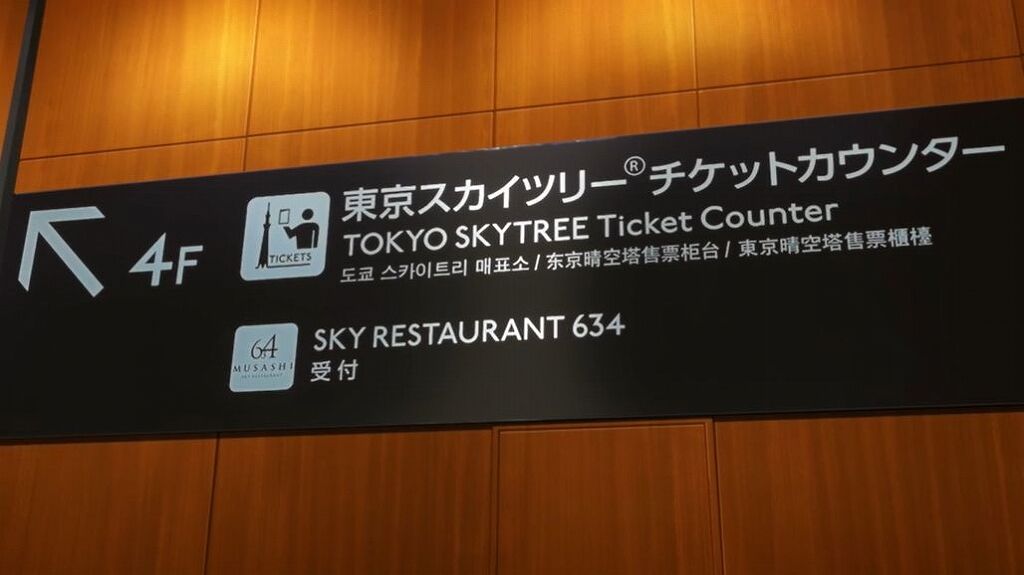 4F
TICKETS
東京スカイツリー®チケットカウンター
TOKYO SKYTREE Ticket Counter
도쿄 스카이트리 매표소 / 东京晴空塔售票柜台 / 東京晴空塔售票櫃檯
634
MUSASHI
SKY RESTAURANT
SKY RESTAURANT 634
受付